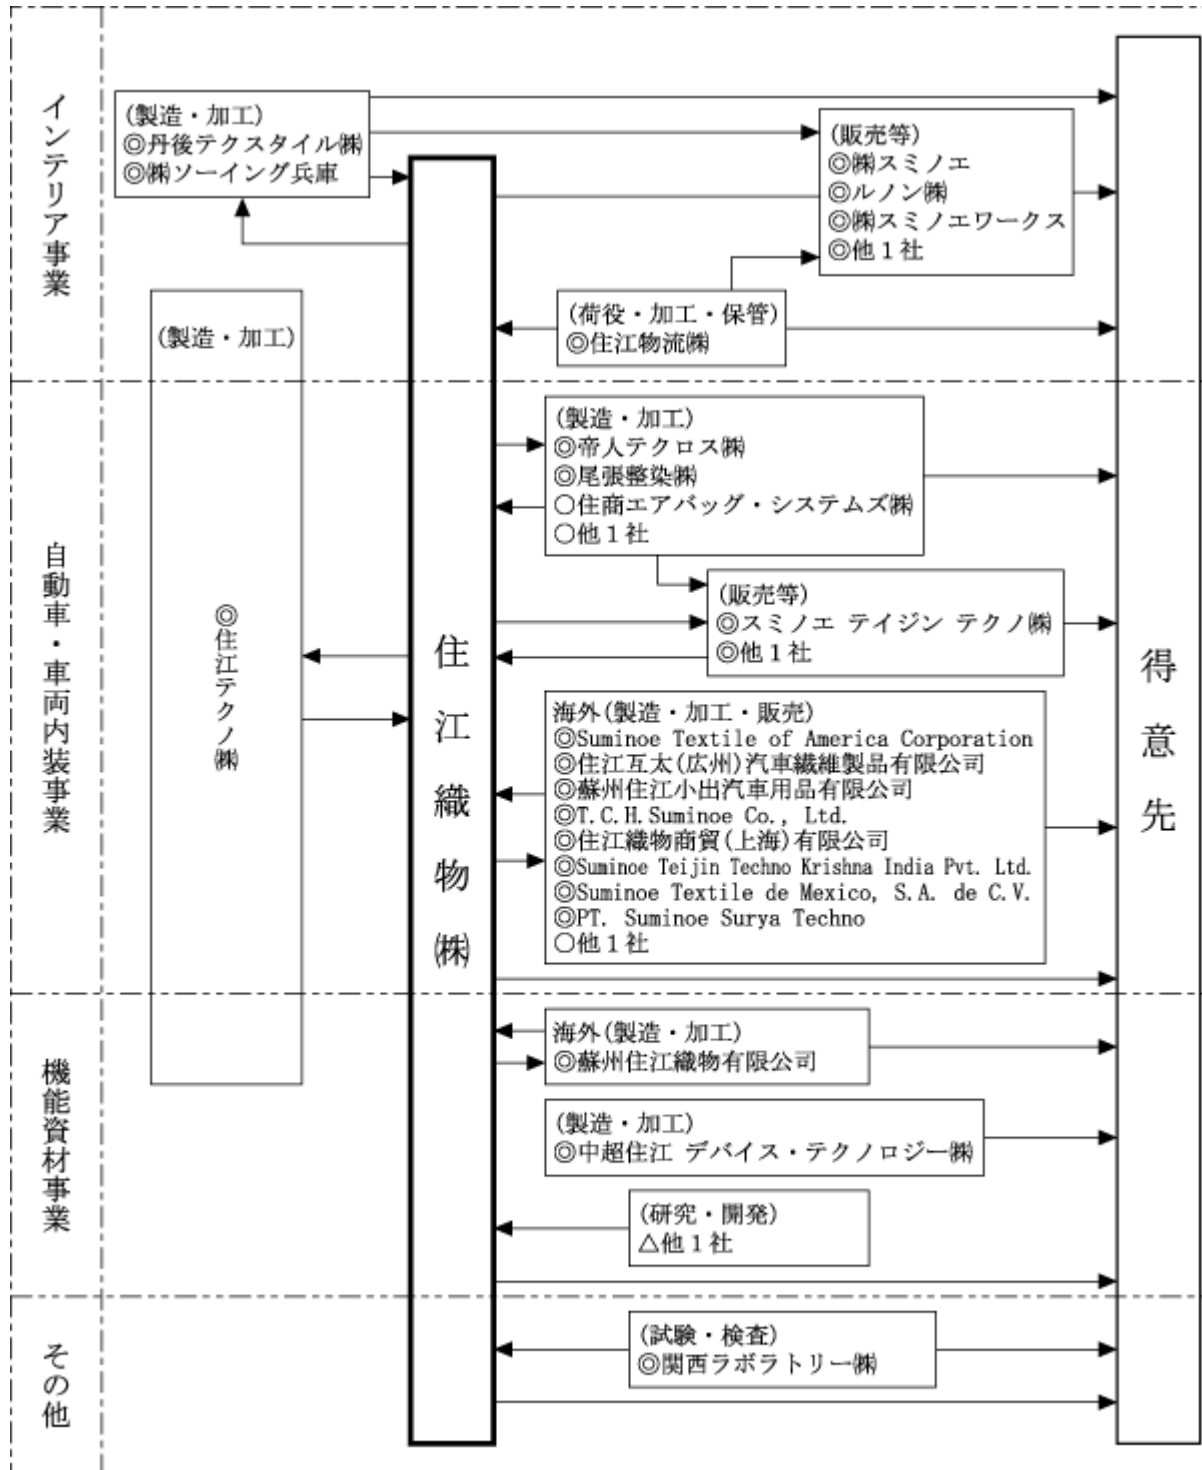 インテリア事業
(製造・加工)
◎丹後テクスタイル㈱
◎㈱ソーイング兵庫
(販売等)
◎㈱スミノエ
◎ルノン㈱
◎㈱スミノエワークス
◎他1社
(荷役・加工・保管)
◎住江物流㈱
(製造・加工)
◎住江テクノ㈱
住江織物㈱
得意先
自動車・車両内装事業
(製造・加工)
◎帝人テクロス㈱
◎尾張整染㈱
○住商エアバッグ・システムズ㈱
○他1社
(販売等)
◎スミノエ テイジン テクノ㈱
◎他1社
海外(製造・加工・販売)
◎Suminoe Textile of America Corporation
◎住江互太(広州)汽車繊維製品有限公司
◎蘇州住江小出汽車用品有限公司
◎T.C.H.Suminoe Co., Ltd.
◎住江織物商貿(上海)有限公司
◎Suminoe Teijin Techno Krishna India Pvt. Ltd.
◎Suminoe Textile de Mexico, S.A. de C.V.
◎PT. Suminoe Surya Techno
○他1社
機能資材事業
海外(製造・加工)
◎蘇州住江織物有限公司
(製造・加工)
◎中超住江 デバイス・テクノロジー㈱
(研究・開発)
△他1社
その他
(試験・検査)
◎関西ラボラトリー㈱